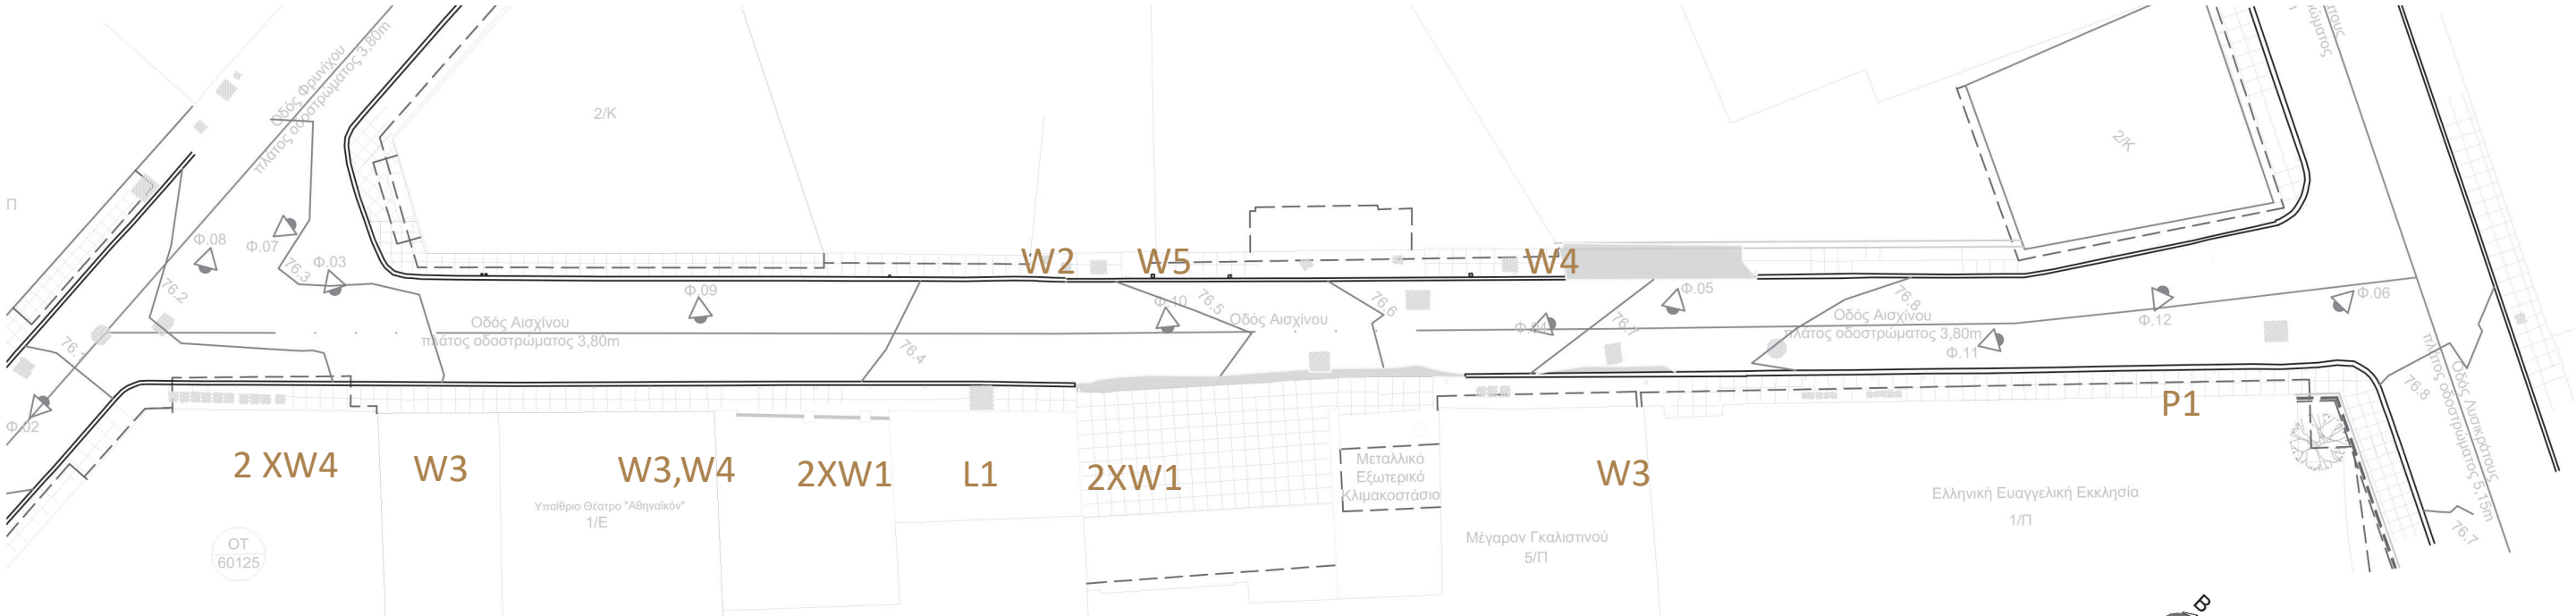 Οδός Φρυνίχου
πλάτος οδοστρώματος 3,80m
2/Κ
2/Κ
Π
Φ.08
Φ.07
Φ.03
76.3
76.2
W2
W5
W4
Φ.09
Φ.10
76.5
76.6
Φ.05
76.8
Φ.12
Φ.06
Οδός Αισχίνου
πλάτος οδοστρώματος 3,80m
Οδός Αισχίνου
Φ.04
76.7
Οδός Αισχίνου
πλάτος οδοστρώματος 3,80m
76.4
Φ.11
Οδός Λυσικράτους
πλάτος οδοστρώματος 5,15m
76.8
Φ.02
P1
2 XW4
W3
W3,W4
2XW1
L1
2XW1
Μεταλλικό
Εξωτερικό
Κλιμακοστάσιο
W3
Υπαίθριο Θέατρο "Αθηναϊκόν"
1/Ε
Ελληνική Ευαγγελική Εκκλησία
1/Π
ΟΤ
60125
Μέγαρον Γκαλιστινού
5/Π
76.7
Β